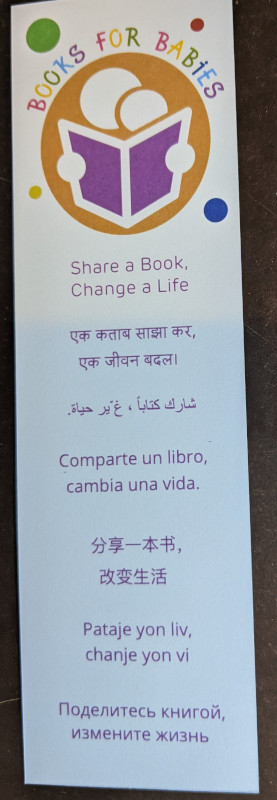 BOOKS FOR BABIES
Share a Book,
Change a Life
एक कताब साझा कर,
एक जीवन बदल।
شارك كتاباً ، غّير حياة.
Comparte un libro,
cambia una vida.
分享一本书，
改变生活
Pataje yon liv,
chanje yon vi
Поделитесь книгой,
измените жизнь